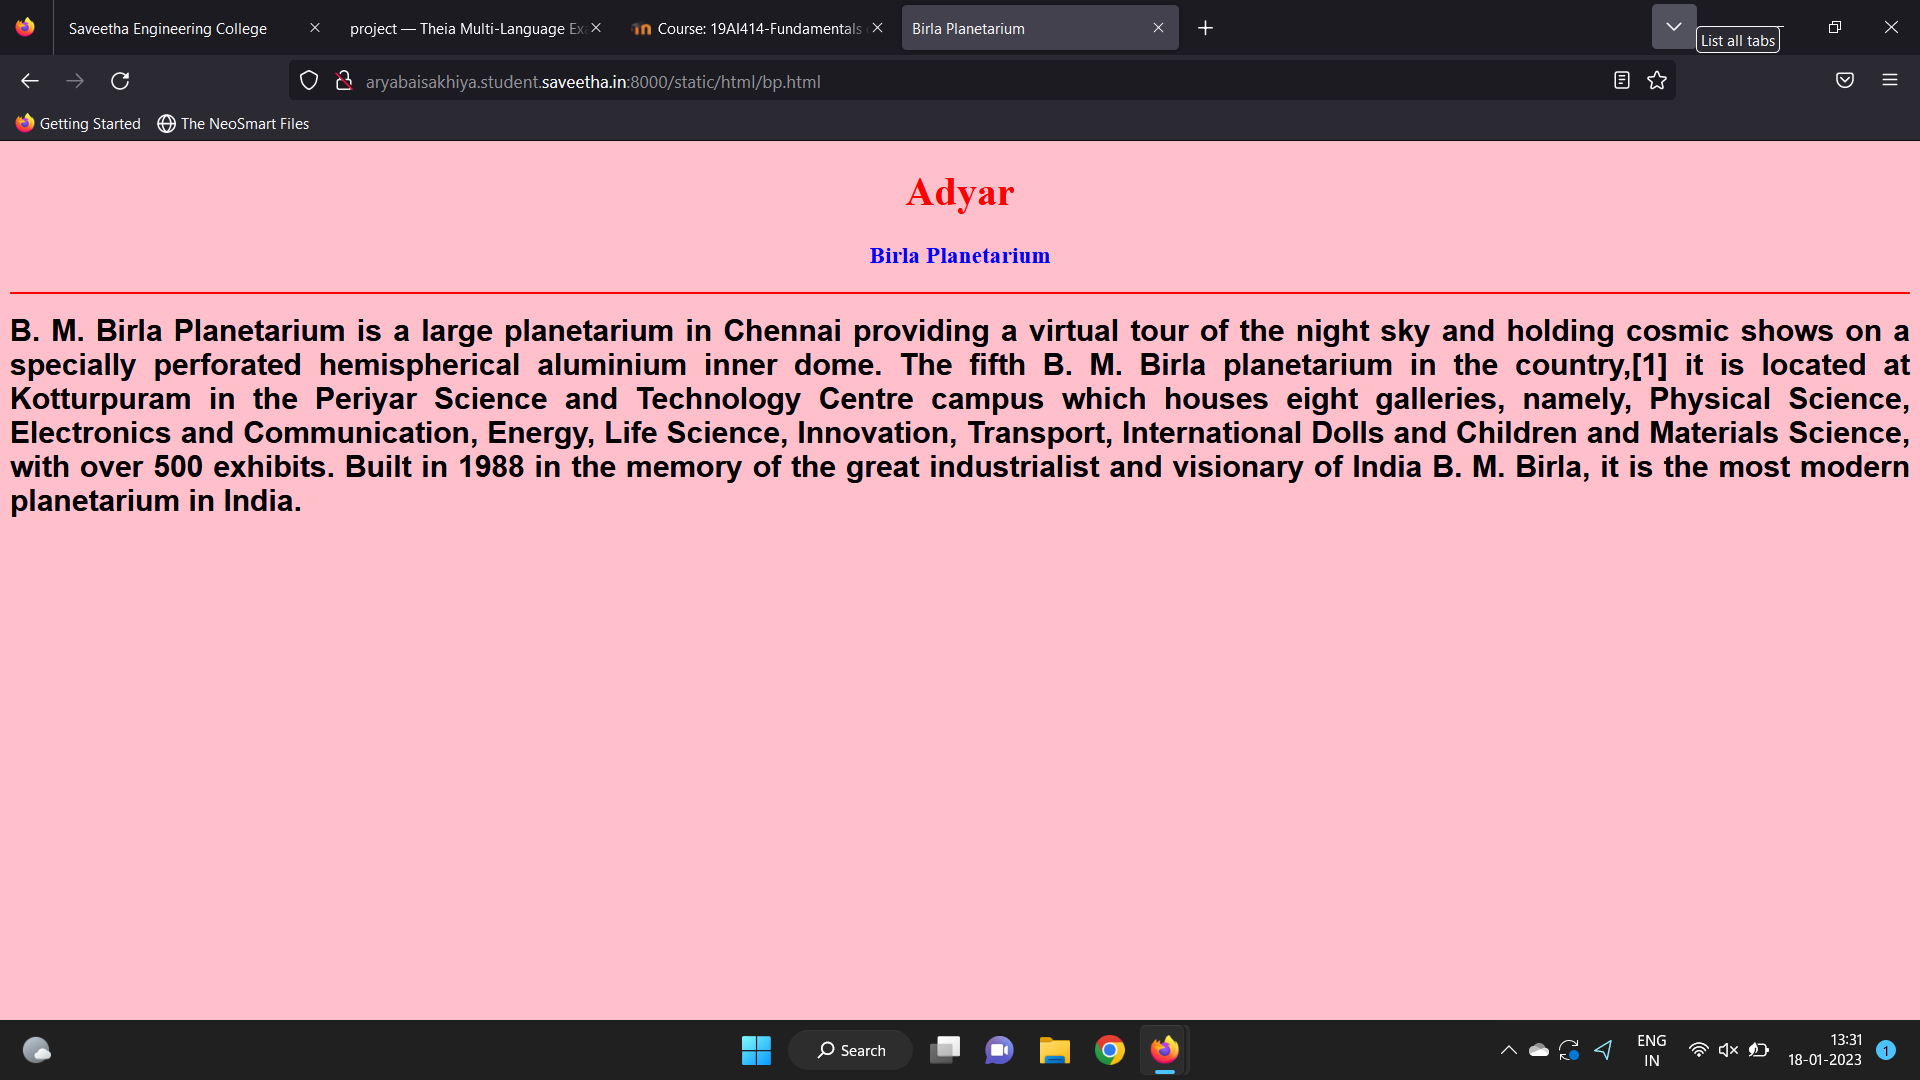 Saveetha Engineering College
project — Theia Multi-Language Ex
Course: 19AI414-Fundamentals
Birla Planetarium
List all tabs
aryabaisakhiya.student.saveetha.in:8000/static/html/bp.html
Getting Started
The NeoSmart Files
Adyar
Birla Planetarium
B. M. Birla Planetarium is a large planetarium in Chennai providing a virtual tour of the night sky and holding cosmic shows on a
specially perforated hemispherical aluminium inner dome. The fifth B. M. Birla planetarium in the country,[1] it is located at
Kotturpuram in the Periyar Science and Technology Centre campus which houses eight galleries, namely, Physical Science,
Electronics and Communication, Energy, Life Science, Innovation, Transport, International Dolls and Children and Materials Science,
with over 500 exhibits. Built in 1988 in the memory of the great industrialist and visionary of India B. M. Birla, it is the most modern
planetarium in India.
Search
ENG
IN
13:31
18-01-2023
1